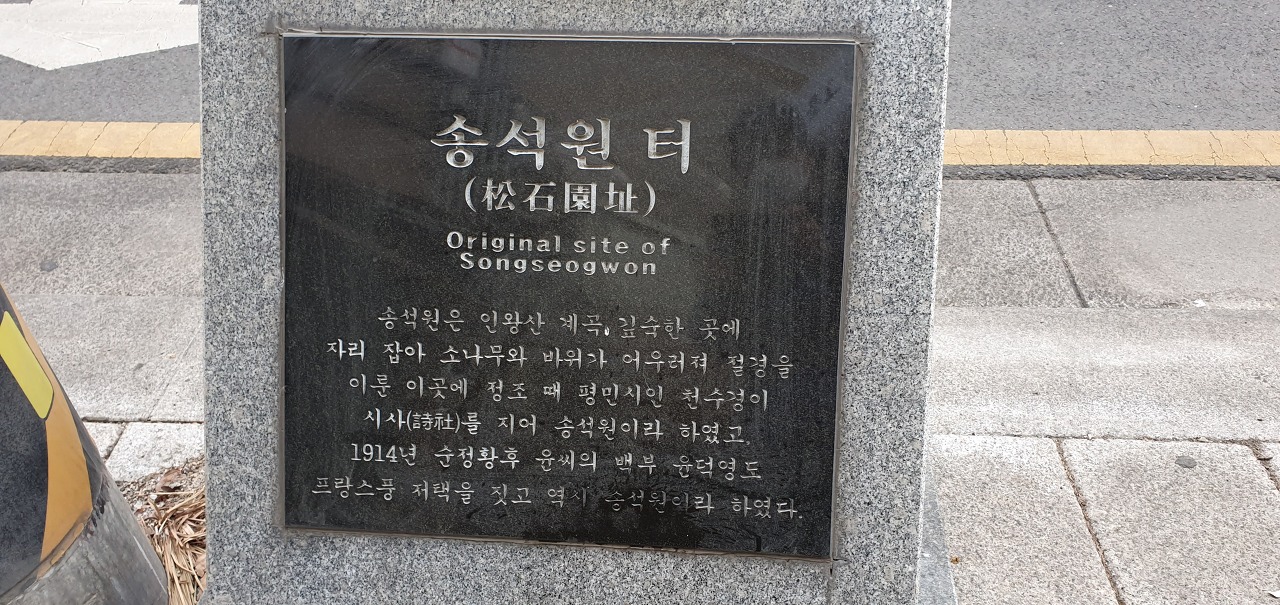 송석원 터
(松石園址)
Original site of
Songseogwon
송석원은 인왕산 계곡 깊숙한 곳에
자리 잡아 소나무와 바위가 어우러져 절경을
이룬 이곳에 정조 때 평민시인 천수경이
시사(詩社)를 지어 송석원이라 하였고,
1914년 순정황후 윤씨의 백부 윤덕영도
프랑스풍 저택을 짓고 역시 송석원이라 하였다.